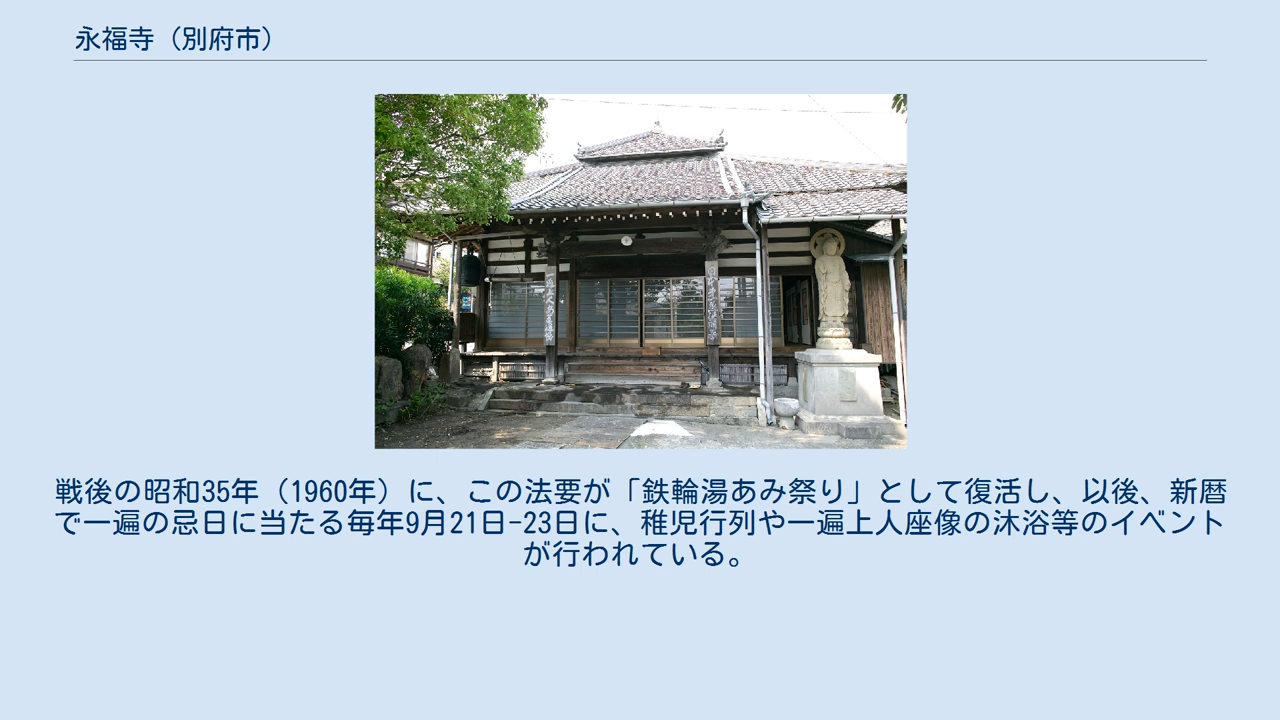 永福寺（別府市）
戦後の昭和35年（1960年）に、この法要が「鉄輪湯あみ祭り」として復活し、以後、新暦
で一遍の忌日に当たる毎年9月21日-23日に、稚児行列や一遍上人座像の沐浴等のイベント
が行われている。